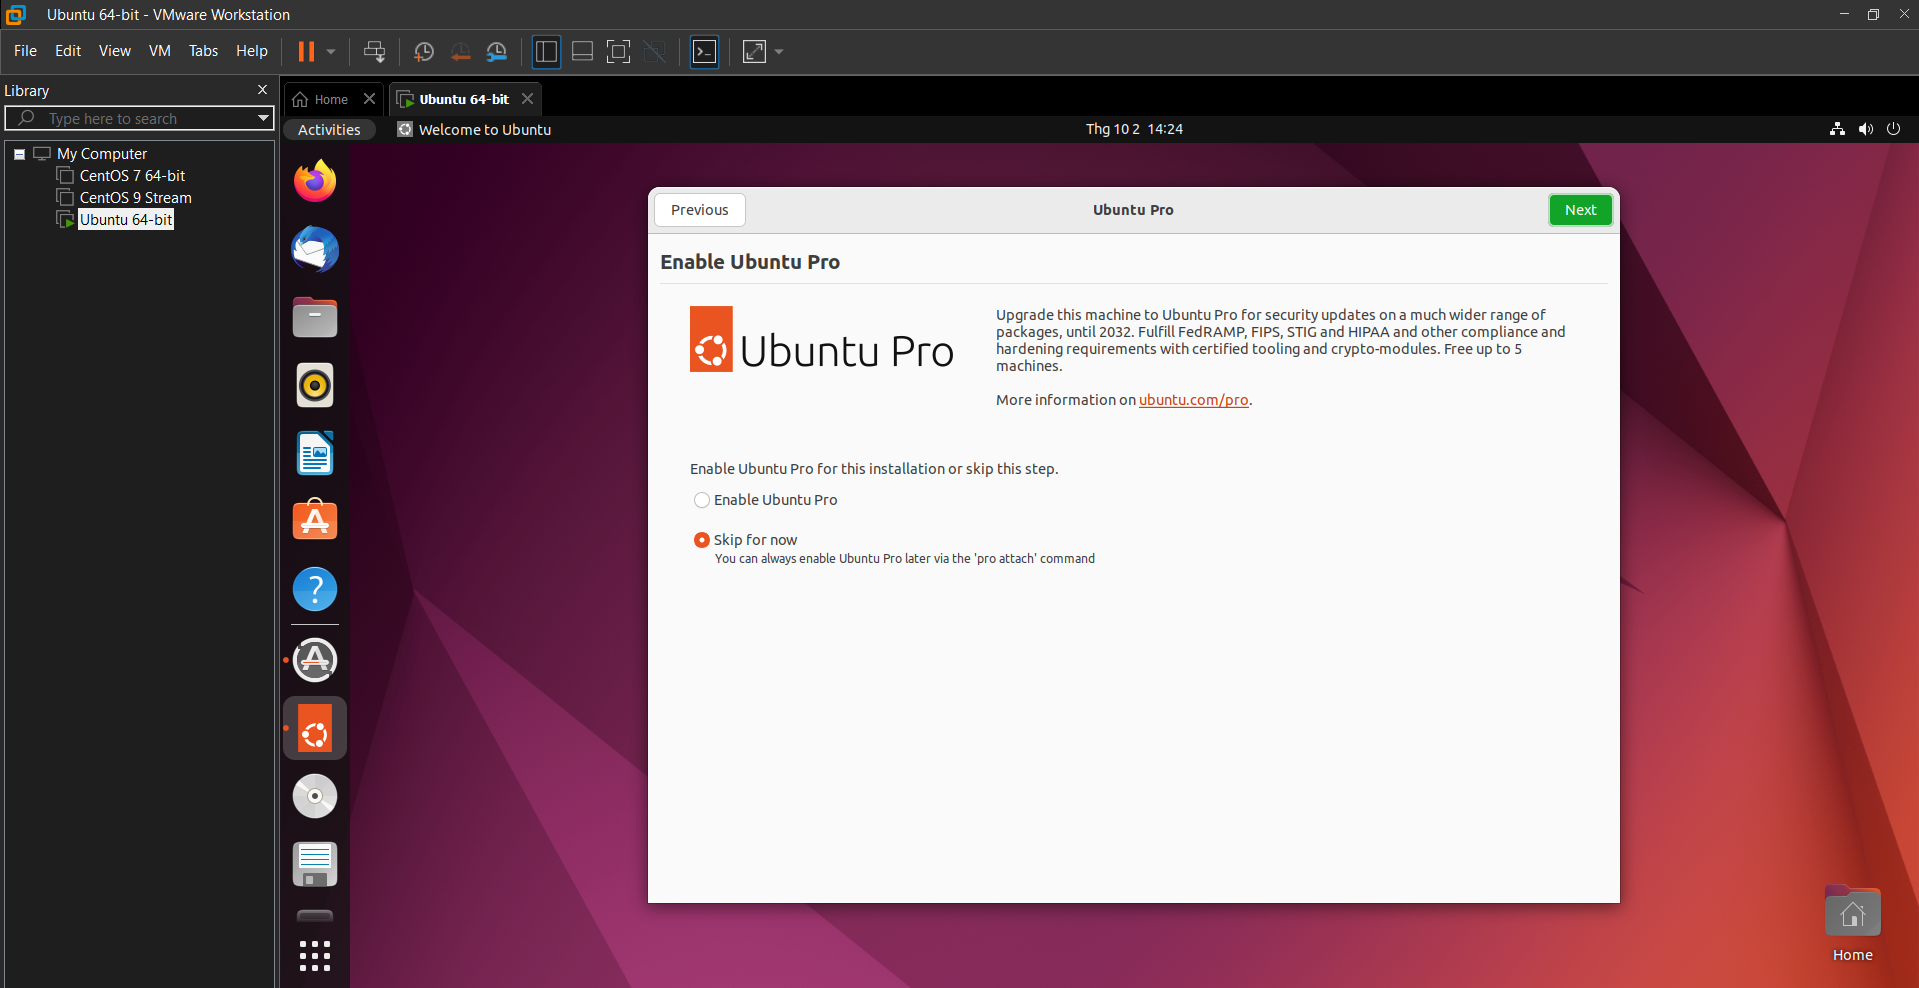 Ubuntu 64-bit - VMware Workstation
File Edit View VM Tabs Help
Library
Type here to search
My Computer
CentOS 7 64-bit
CentOS 9 Stream
Ubuntu 64-bit
Home
Ubuntu 64-bit
Activities
Welcome to Ubuntu
Thg 10 2 14:24
Previous
Ubuntu Pro
Next
Enable Ubuntu Pro
Ubuntu Pro
Upgrade this machine to Ubuntu Pro for security updates on a much wider range of
packages, until 2032. Fulfill FedRAMP, FIPS, STIG and HIPAA and other compliance and
hardening requirements with certified tooling and crypto-modules. Free up to 5
machines.
More information on ubuntu.com/pro.
Enable Ubuntu Pro for this installation or skip this step.
Enable Ubuntu Pro
Skip for now
You can always enable Ubuntu Pro later via the 'pro attach' command
Home